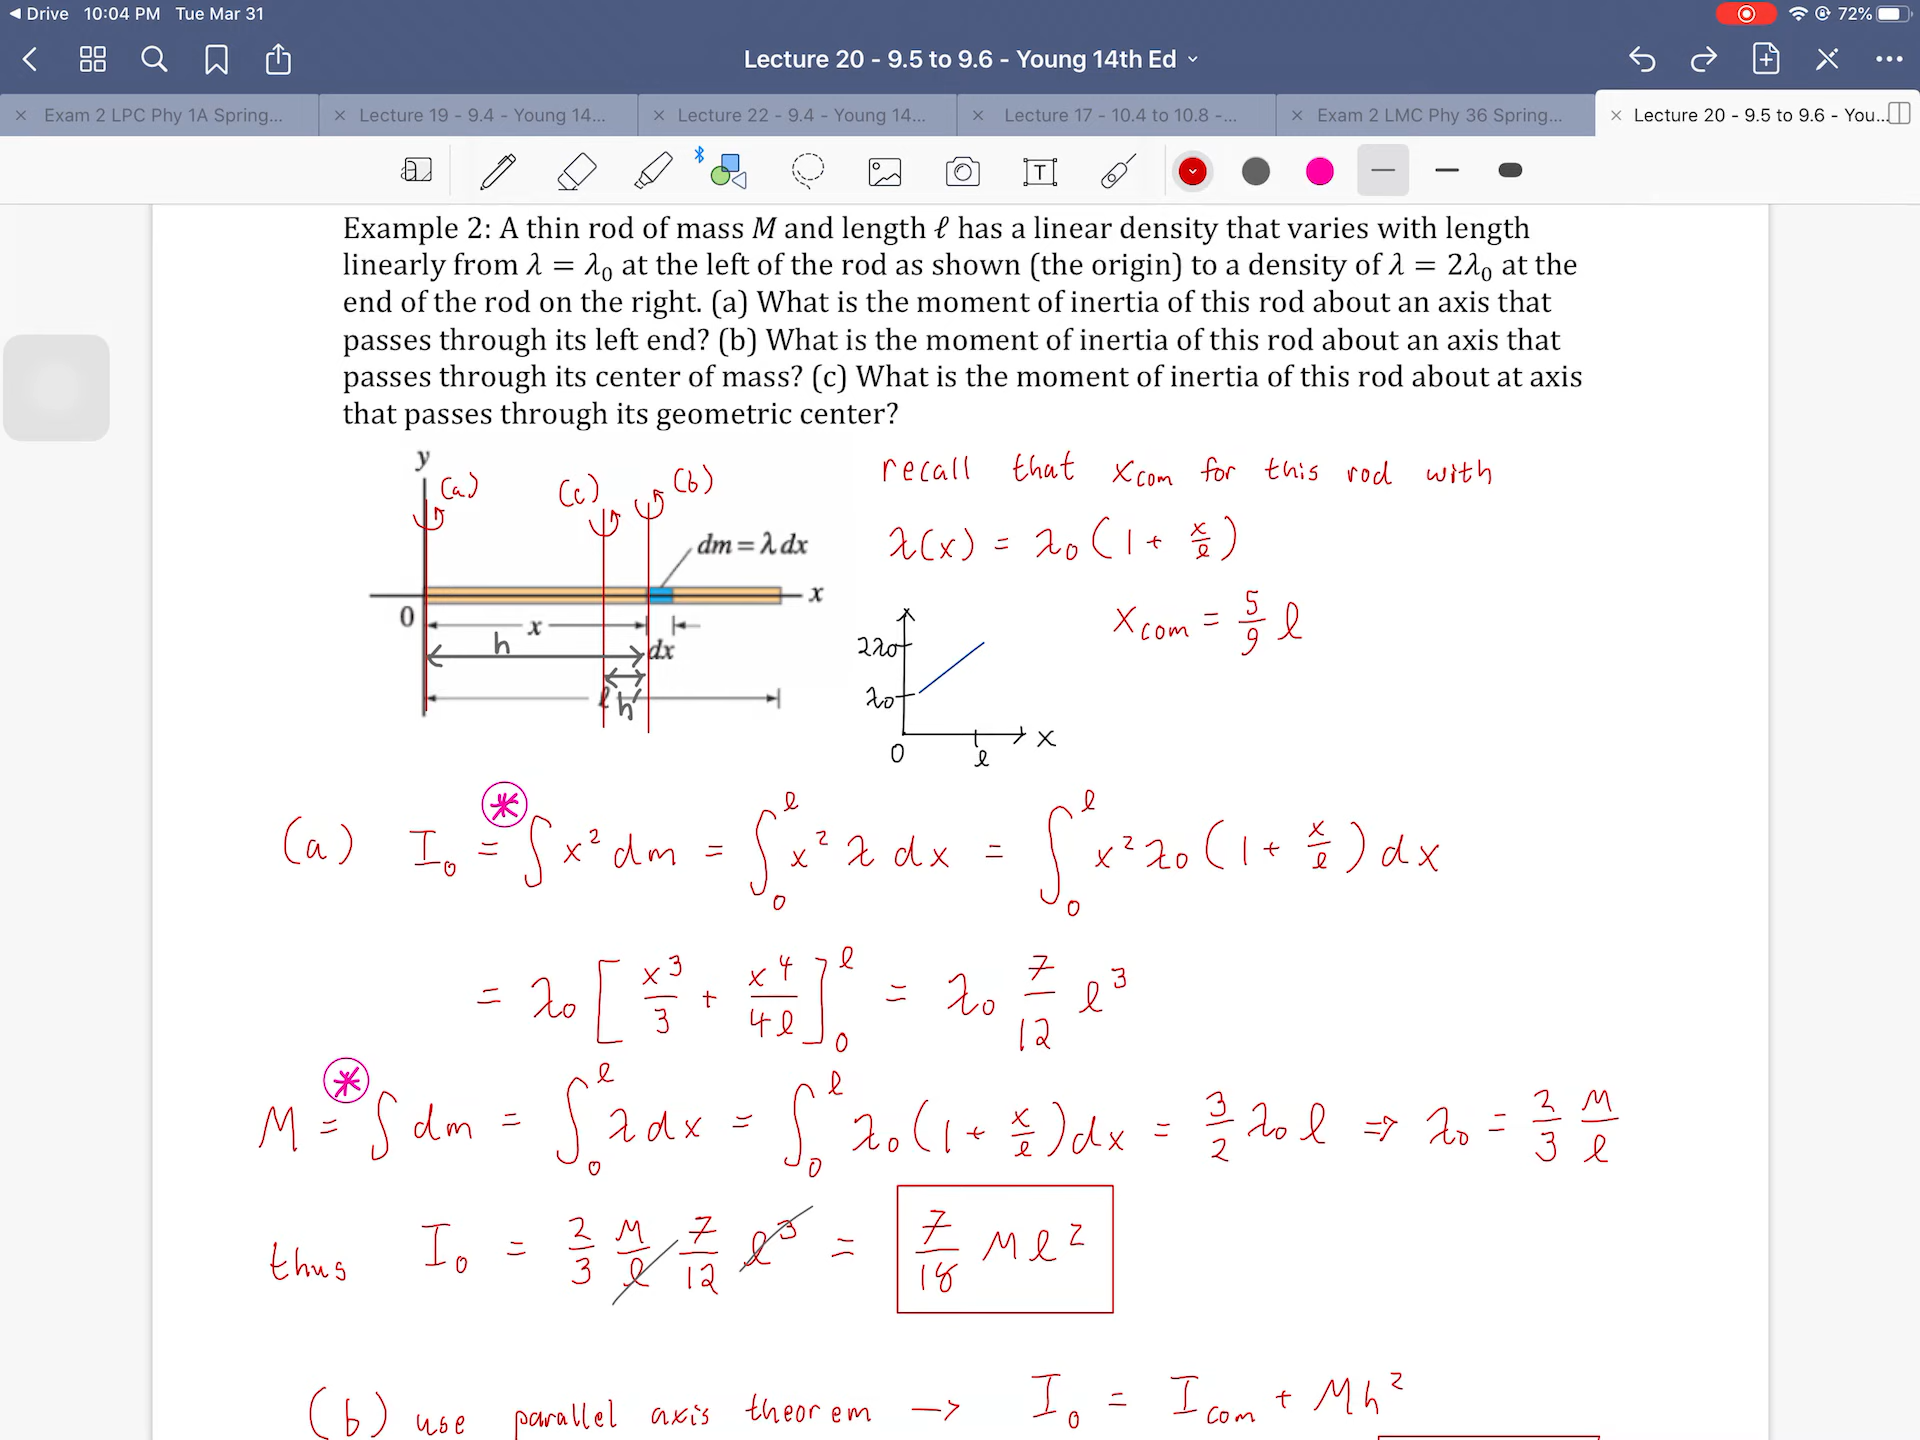 Drive 10:04 PM Tue Mar 31 72%
Lecture 20 - 9.5 to 9.6 - Young 14th Ed
Exam 2 LPC Phy 1A Spring... Lecture 19 - 9.4 - Young 14... Lecture 22 - 9.4 - Young 14... Lecture 17 - 10.4 to 10.8 -... Exam 2 LMC Phy 36 Spring... Lecture 20 - 9.5 to 9.6 - You...
Example 2: A thin rod of mass M and length ℓ has a linear density that varies with length
linearly from λ = λ₀ at the left of the rod as shown (the origin) to a density of λ = 2λ₀ at the
end of the rod on the right. (a) What is the moment of inertia of this rod about an axis that
passes through its left end? (b) What is the moment of inertia of this rod about an axis that
passes through its center of mass? (c) What is the moment of inertia of this rod about at axis
that passes through its geometric center?
y (a) (c) (b)
dm = λ dx
0 x
x dx
h
ℓ h'
recall that x_com for this rod with
λ(x) = λ₀ (1 + x/ℓ)
x_com = 5/9 ℓ
2λ₀
λ₀
0 ℓ x
(a) I₀ = ∫ x² dm = ∫₀^ℓ x² λ dx = ∫₀^ℓ x² λ₀ (1 + x/ℓ) dx
= λ₀ [x³/3 + x⁴/4ℓ]₀^ℓ = λ₀ 7/12 ℓ³
M = ∫ dm = ∫₀^ℓ λ dx = ∫₀^ℓ λ₀ (1 + x/ℓ) dx = 3/2 λ₀ ℓ ⇒ λ₀ = 2/3 M/ℓ
thus I₀ = 2/3 M/ℓ 7/12 ℓ³ = 7/18 Mℓ²
(b) use parallel axis theorem → I₀ = I_com + Mh²